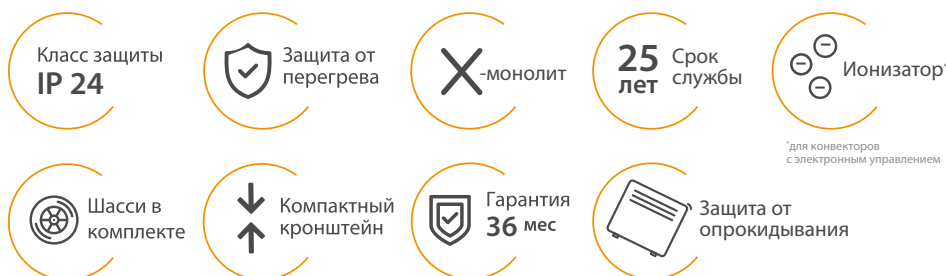 Класс защиты
IP 24
Защита от
перегрева
X-монолит
25
лет
Срок
службы
Ионизатор*
*для конвекторов
с электронным управлением
Шасси в
комплекте
Компактный
кронштейн
Гарантия
36 мес
Защита от
опрокидывания